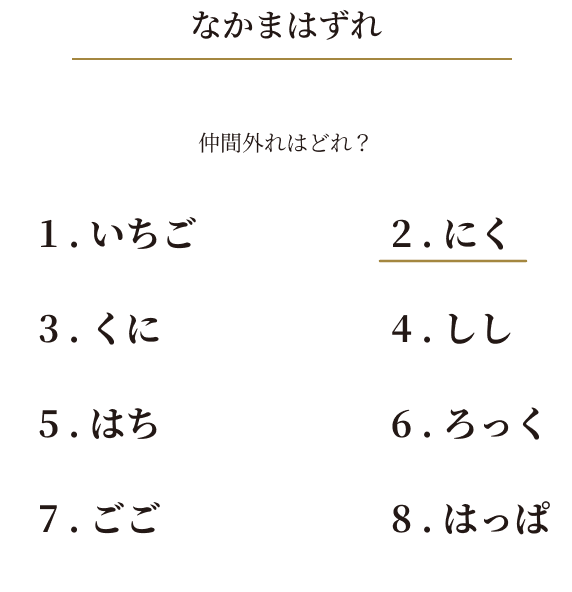 なかまはずれ
仲間外れはどれ？
1 . いちご
2 . にく
3 . くに
4 . しし
5 . はち
6 . ろっく
7 . ごご
8 . はっぱ